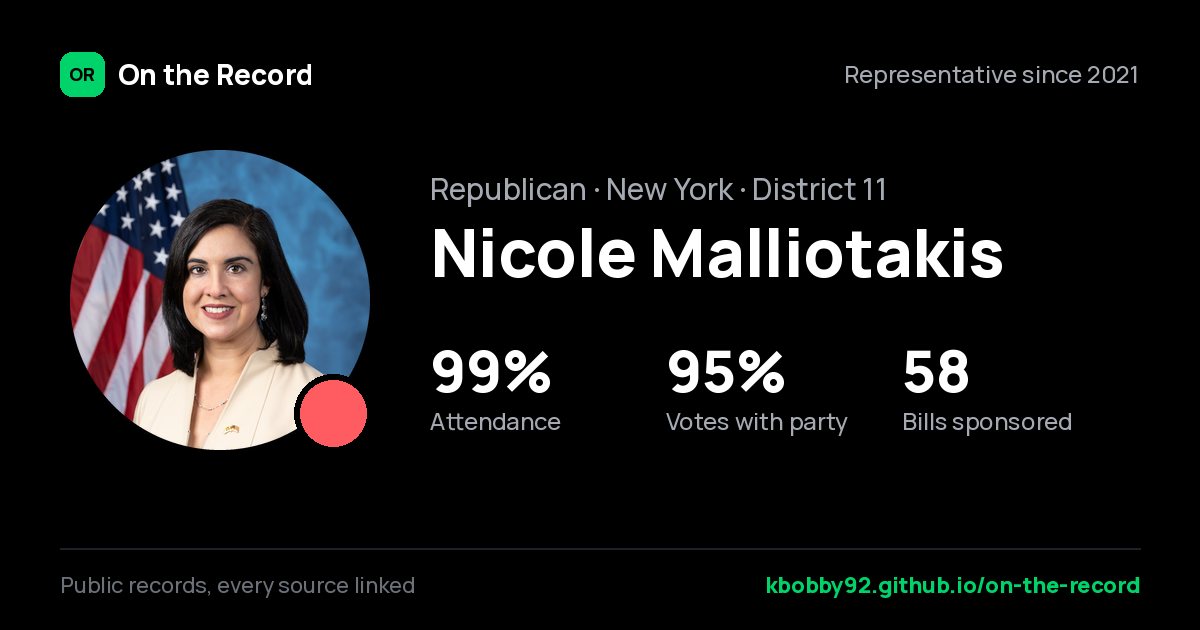 OR On the Record
Representative since 2021
Republican · New York · District 11
Nicole Malliotakis
99% 95% 58
Attendance Votes with party Bills sponsored
Public records, every source linked
kbobby92.github.io/on-the-record